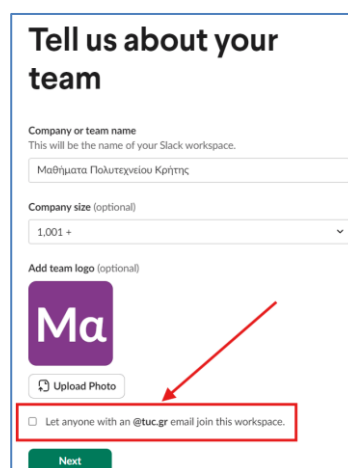 Tell us about your
team
Company or team name
This will be the name of your Slack workspace.
Μαθήματα Πολυτεχνείου Κρήτης
Company size (optional)
1,001 +
Add team logo (optional)
Μα
Upload Photo
Let anyone with an @tuc.gr email join this workspace.
Next